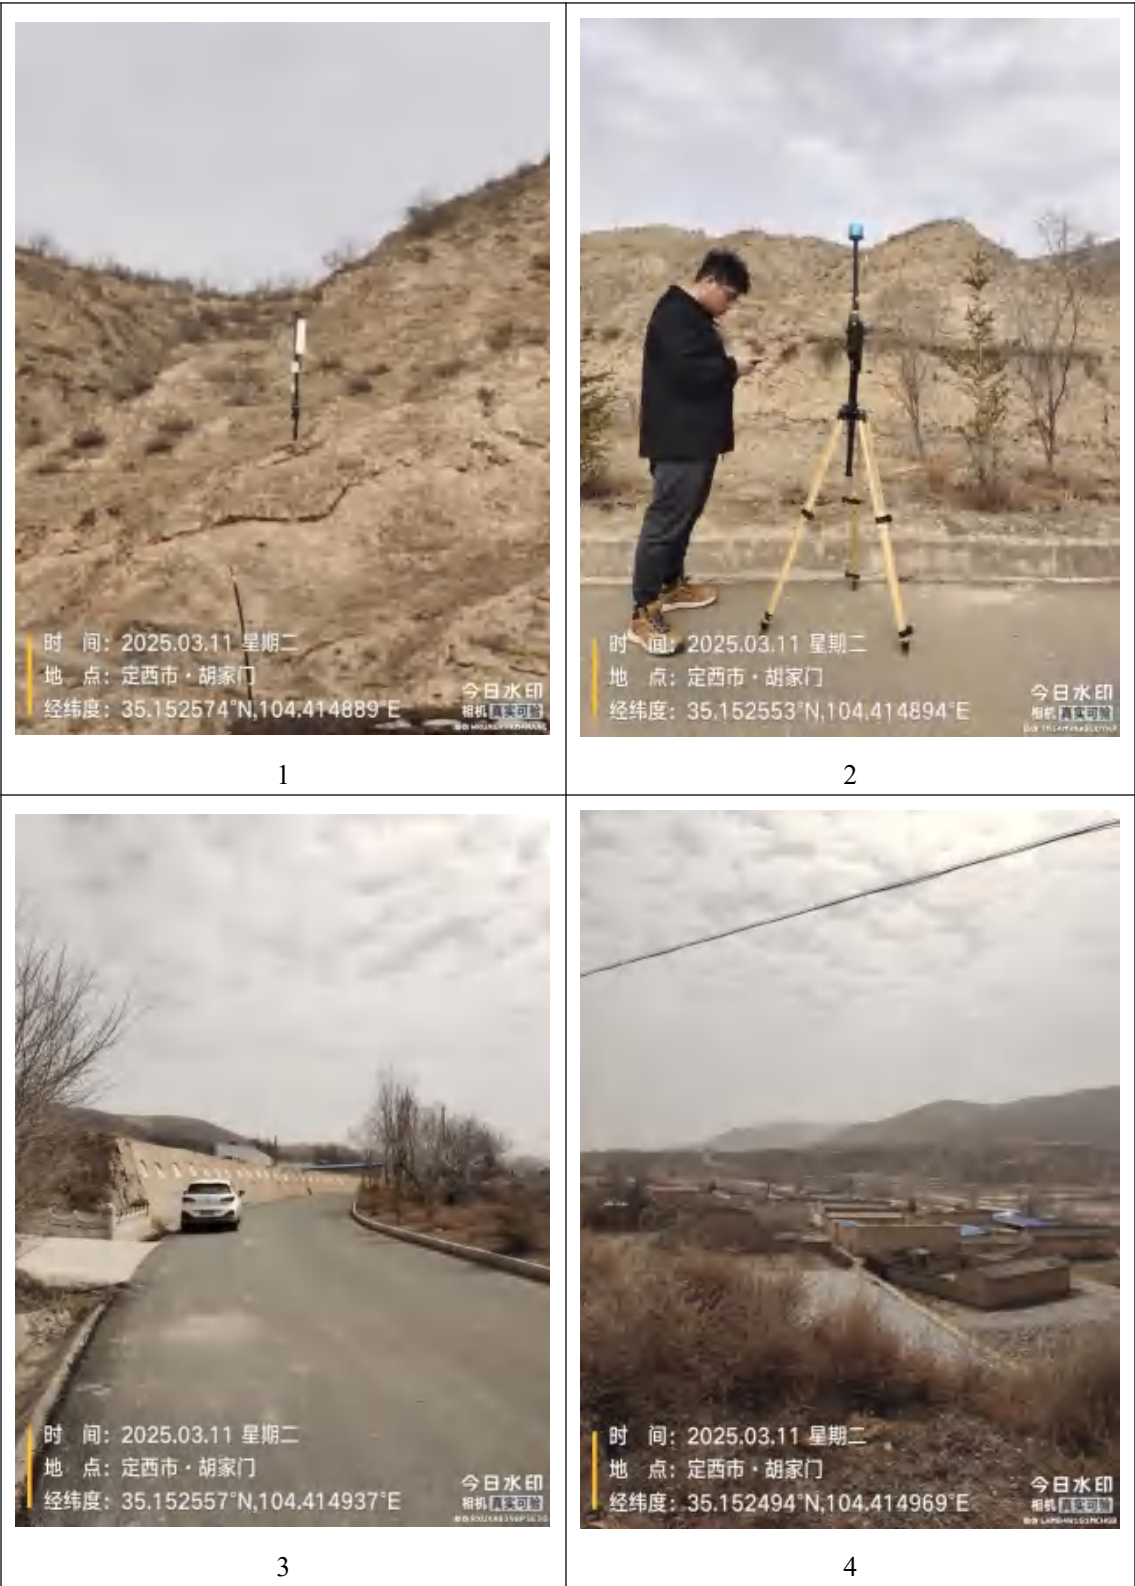 时 间：2025.03.11 星期二
地 点：定西市·胡家门
经纬度：35.152574°N,104.414889°E
今日水印
相机 真实可验
1
时 间：2025.03.11 星期二
地 点：定西市·胡家门
经纬度：35.152553°N,104.414894°E
今日水印
相机 真实可验
2
时 间：2025.03.11 星期二
地 点：定西市·胡家门
经纬度：35.152557°N,104.414937°E
今日水印
相机 真实可验
3
时 间：2025.03.11 星期二
地 点：定西市·胡家门
经纬度：35.152494°N,104.414969°E
今日水印
相机 真实可验
4